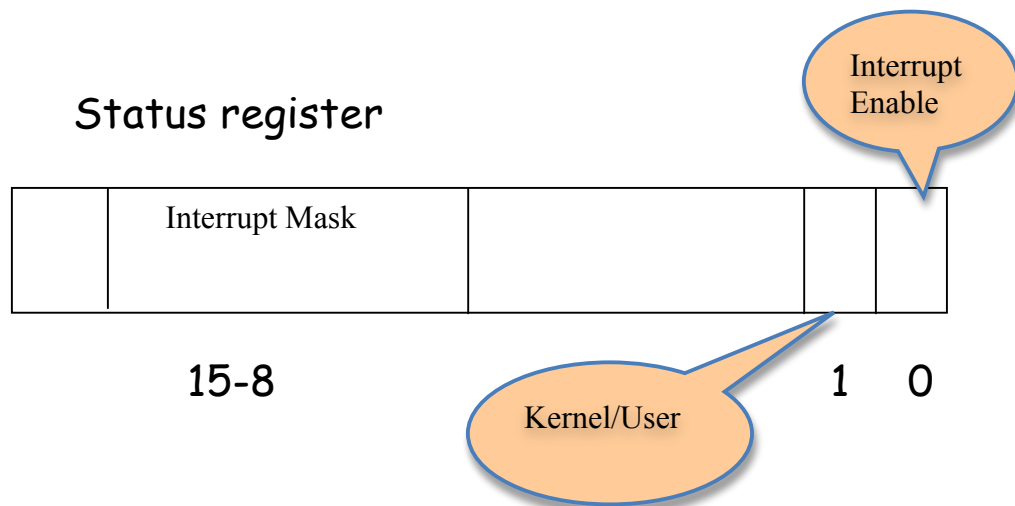 Interrupt
Enable
Status register
Interrupt Mask
15-8
1
0
Kernel/User